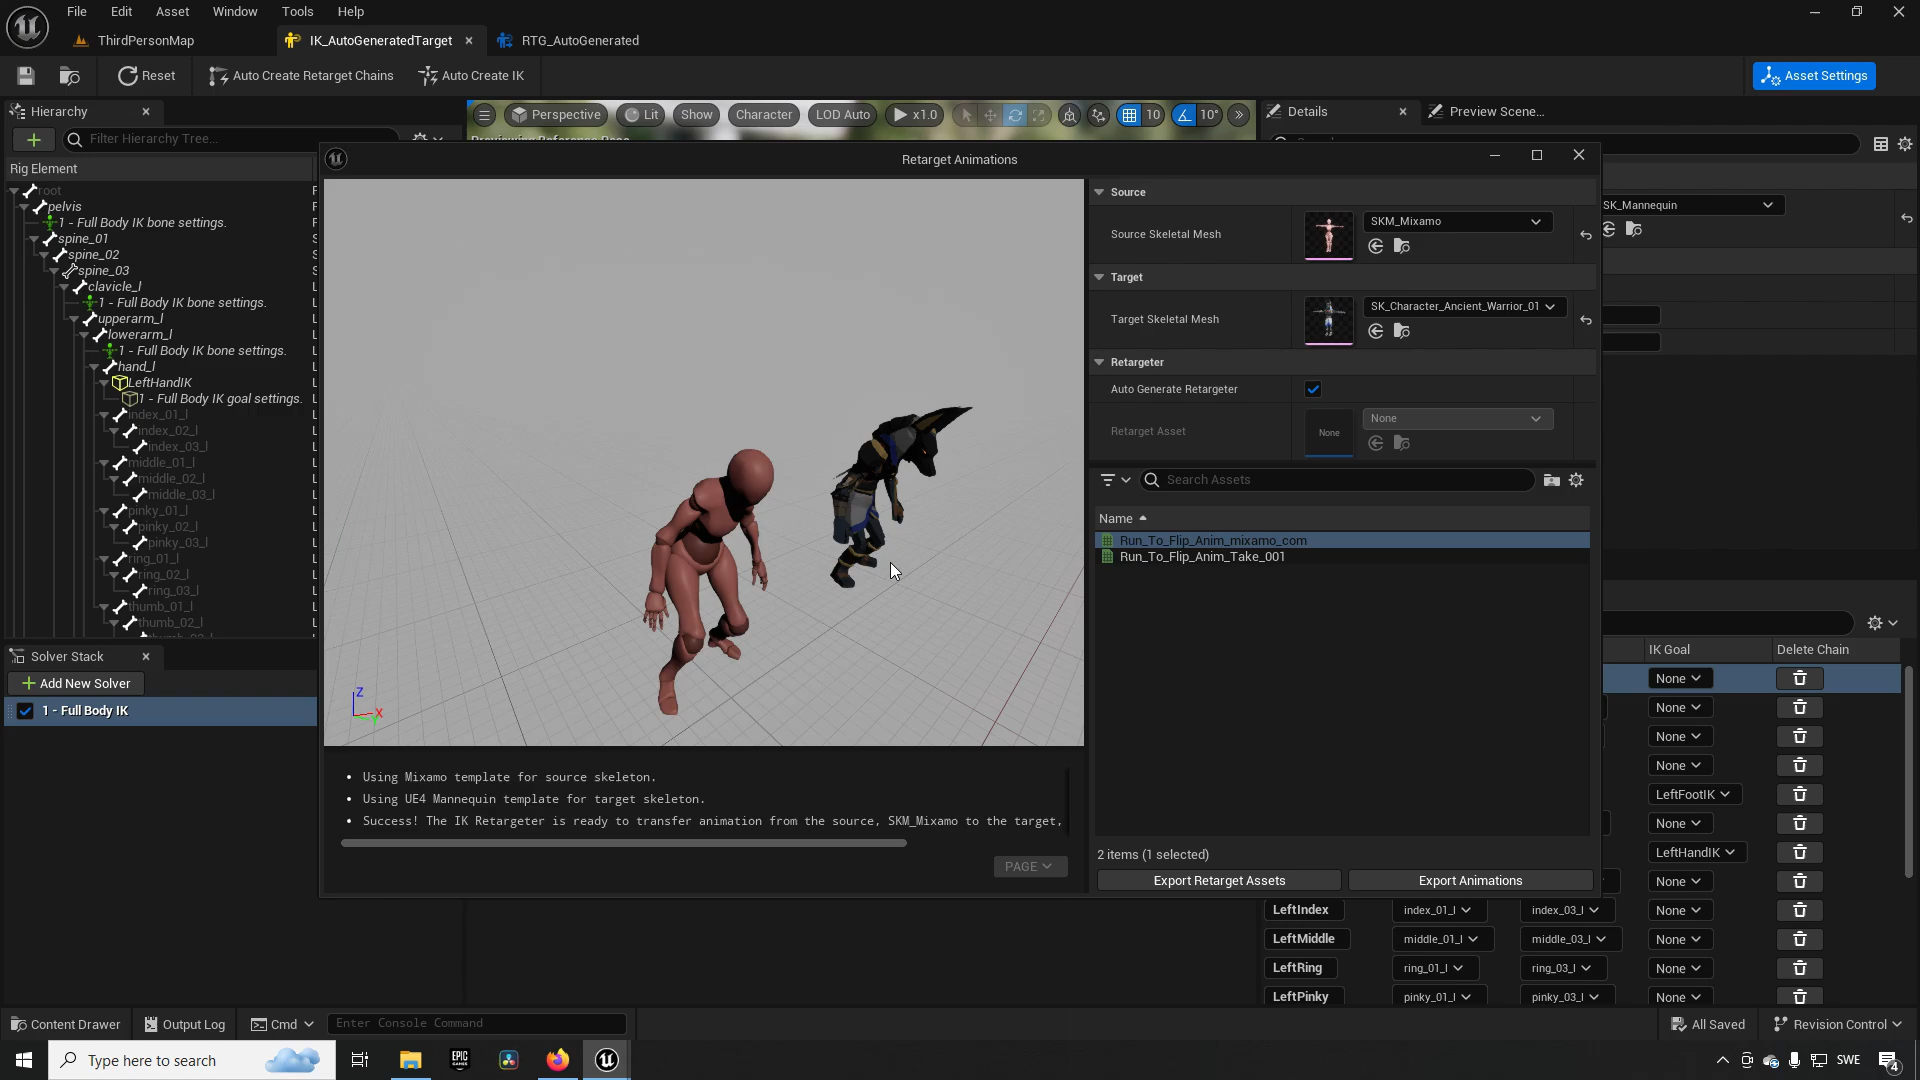 File Edit Asset Window Tools Help
ThirdPersonMap IK_AutoGeneratedTarget RTG_AutoGenerated
Reset Auto Create Retarget Chains Auto Create IK Asset Settings
Hierarchy
Filter Hierarchy Tree...
Rig Element
root
pelvis
1 - Full Body IK bone settings.
spine_01
spine_02
spine_03
clavicle_l
1 - Full Body IK bone settings.
upperarm_l
lowerarm_l
1 - Full Body IK bone settings.
hand_l
LeftHandIK
1 - Full Body IK goal settings.
index_01_l
index_02_l
index_03_l
middle_01_l
middle_02_l
middle_03_l
pinky_01_l
pinky_02_l
pinky_03_l
ring_01_l
ring_02_l
ring_03_l
thumb_01_l
thumb_02_l
Solver Stack
Add New Solver
1 - Full Body IK
Perspective Lit Show Character LOD Auto x1.0 10 10°
Details Preview Scene...
SK_Mannequin
Retarget Animations
Source
Source Skeletal Mesh SKM_Mixamo
Target
Target Skeletal Mesh SK_Character_Ancient_Warrior_01
Retargeter
Auto Generate Retargeter
Retarget Asset None None
Search Assets
Name
Run_To_Flip_Anim_mixamo_com
Run_To_Flip_Anim_Take_001
2 items (1 selected)
Export Retarget Assets Export Animations
Z
X
Y
• Using Mixamo template for source skeleton.
• Using UE4 Mannequin template for target skeleton.
• Success! The IK Retargeter is ready to transfer animation from the source, SKM_Mixamo to the target,
PAGE
IK Goal Delete Chain
None
None
None
None
LeftFootIK
None
LeftHandIK
None
LeftIndex index_01_l index_03_l None
LeftMiddle middle_01_l middle_03_l None
LeftRing ring_01_l ring_03_l None
LeftPinky pinky_01_l pinky_03_l None
Content Drawer Output Log Cmd Enter Console Command All Saved Revision Control
Type here to search EPIC GAMES SWE 4